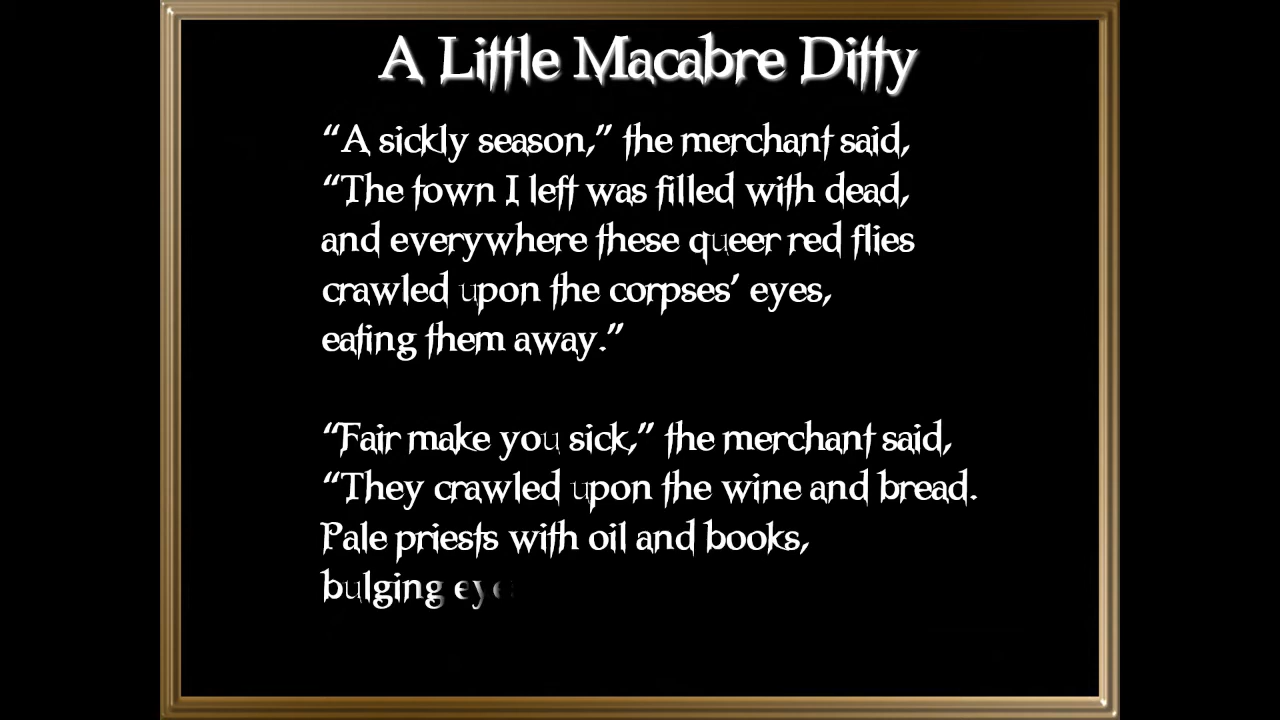 A Little Macabre Ditty
“A sickly season,” the merchant said,
“The town I left was filled with dead,
and everywhere these queer red flies
crawled upon the corpses’ eyes,
eating them away.”
“Fair make you sick,” the merchant said,
“They crawled upon the wine and bread.
Pale priests with oil and books,
bulging